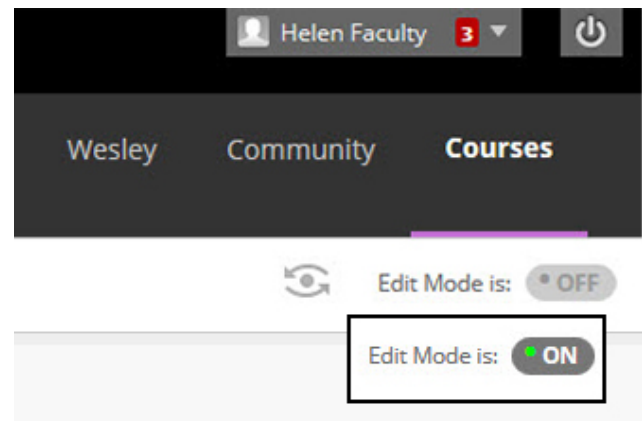 Helen Faculty 3
Wesley Community Courses
Edit Mode is: OFF
Edit Mode is: ON